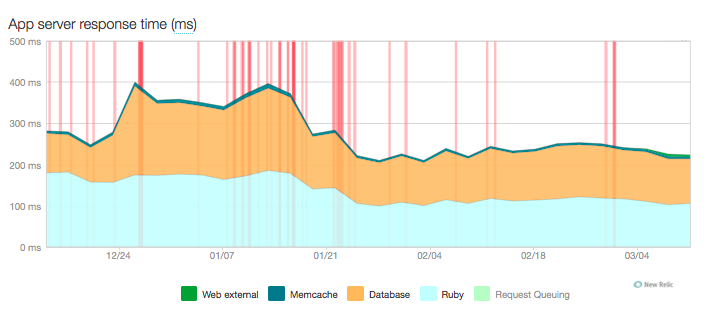 App server response time (ms)
500 ms
400 ms
300 ms
200 ms
100 ms
0 ms
12/24 01/07 01/21 02/04 02/18 03/04
New Relic
Web external Memcache Database Ruby Request Queuing